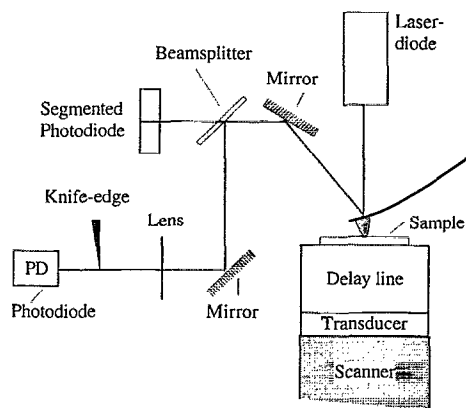 Laser-
diode
Beamsplitter
Mirror
Segmented
Photodiode
Knife-edge
Lens
Sample
PD
Photodiode
Mirror
Delay line
Transducer
Scanner